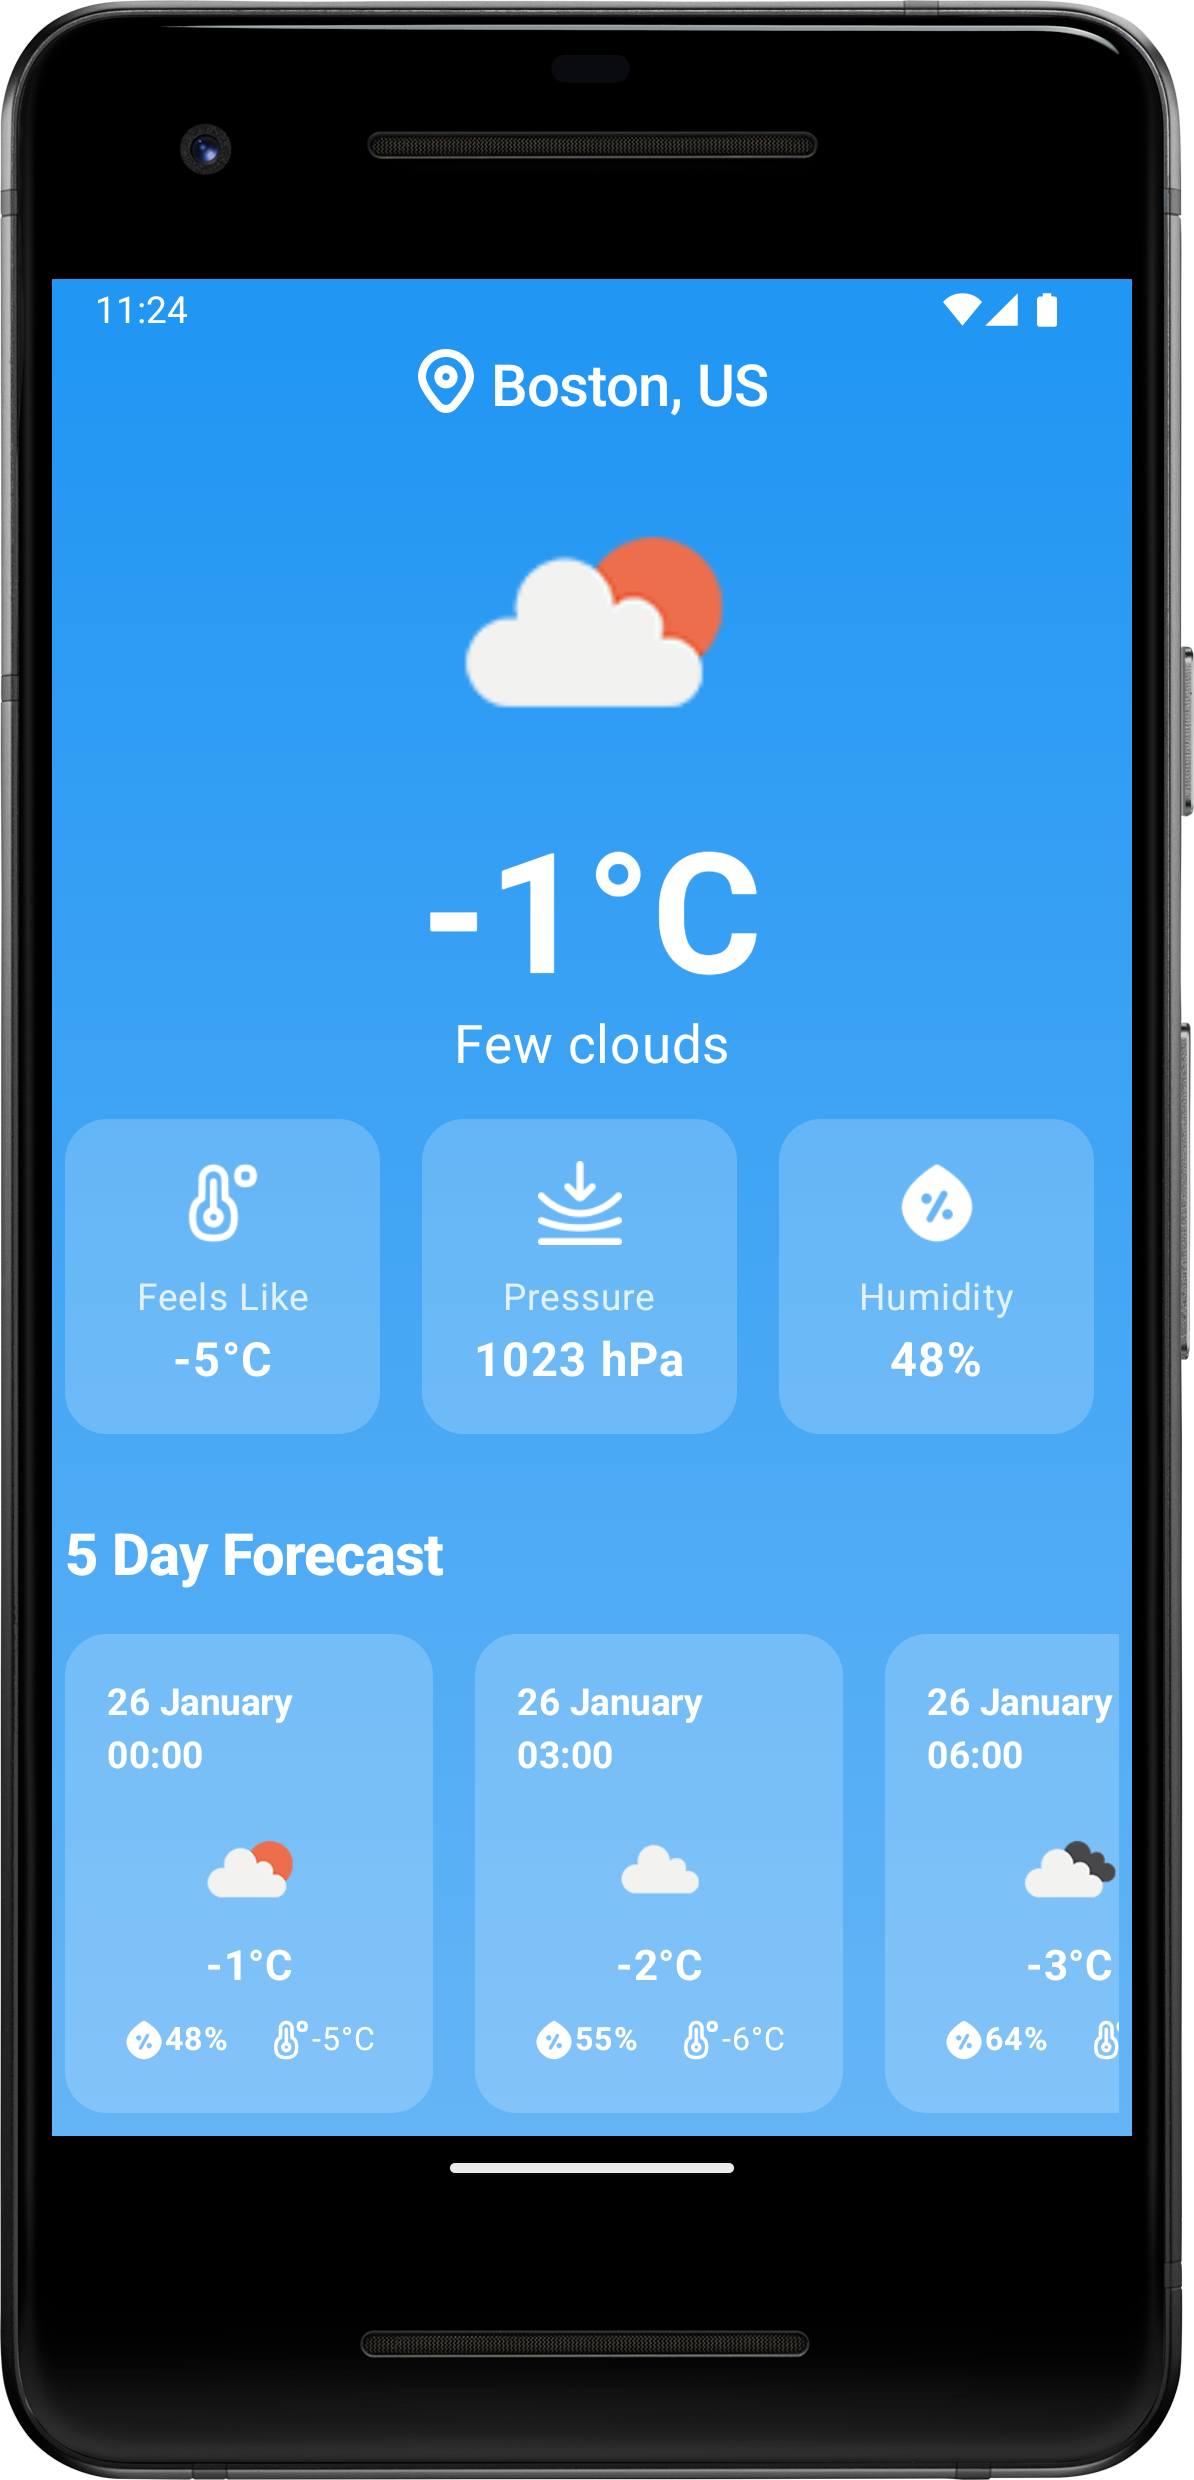 11:24
Boston, US
-1°C
Few clouds
Feels Like
-5°C
Pressure
1023 hPa
Humidity
48%
5 Day Forecast
26 January
00:00
-1°C
48% -5°C
26 January
03:00
-2°C
55% -6°C
26 January
06:00
-3°C
64%